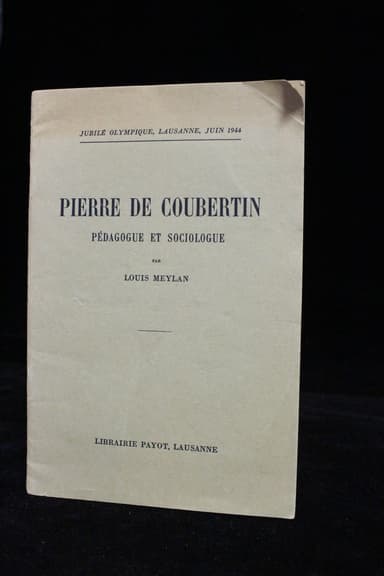 JUBILÉ OLYMPIQUE, LAUSANNE, JUIN 1944
PIERRE DE COUBERTIN
PÉDAGOGUE ET SOCIOLOGUE
PAR
LOUIS MEYLAN
LIBRAIRIE PAYOT, LAUSANNE